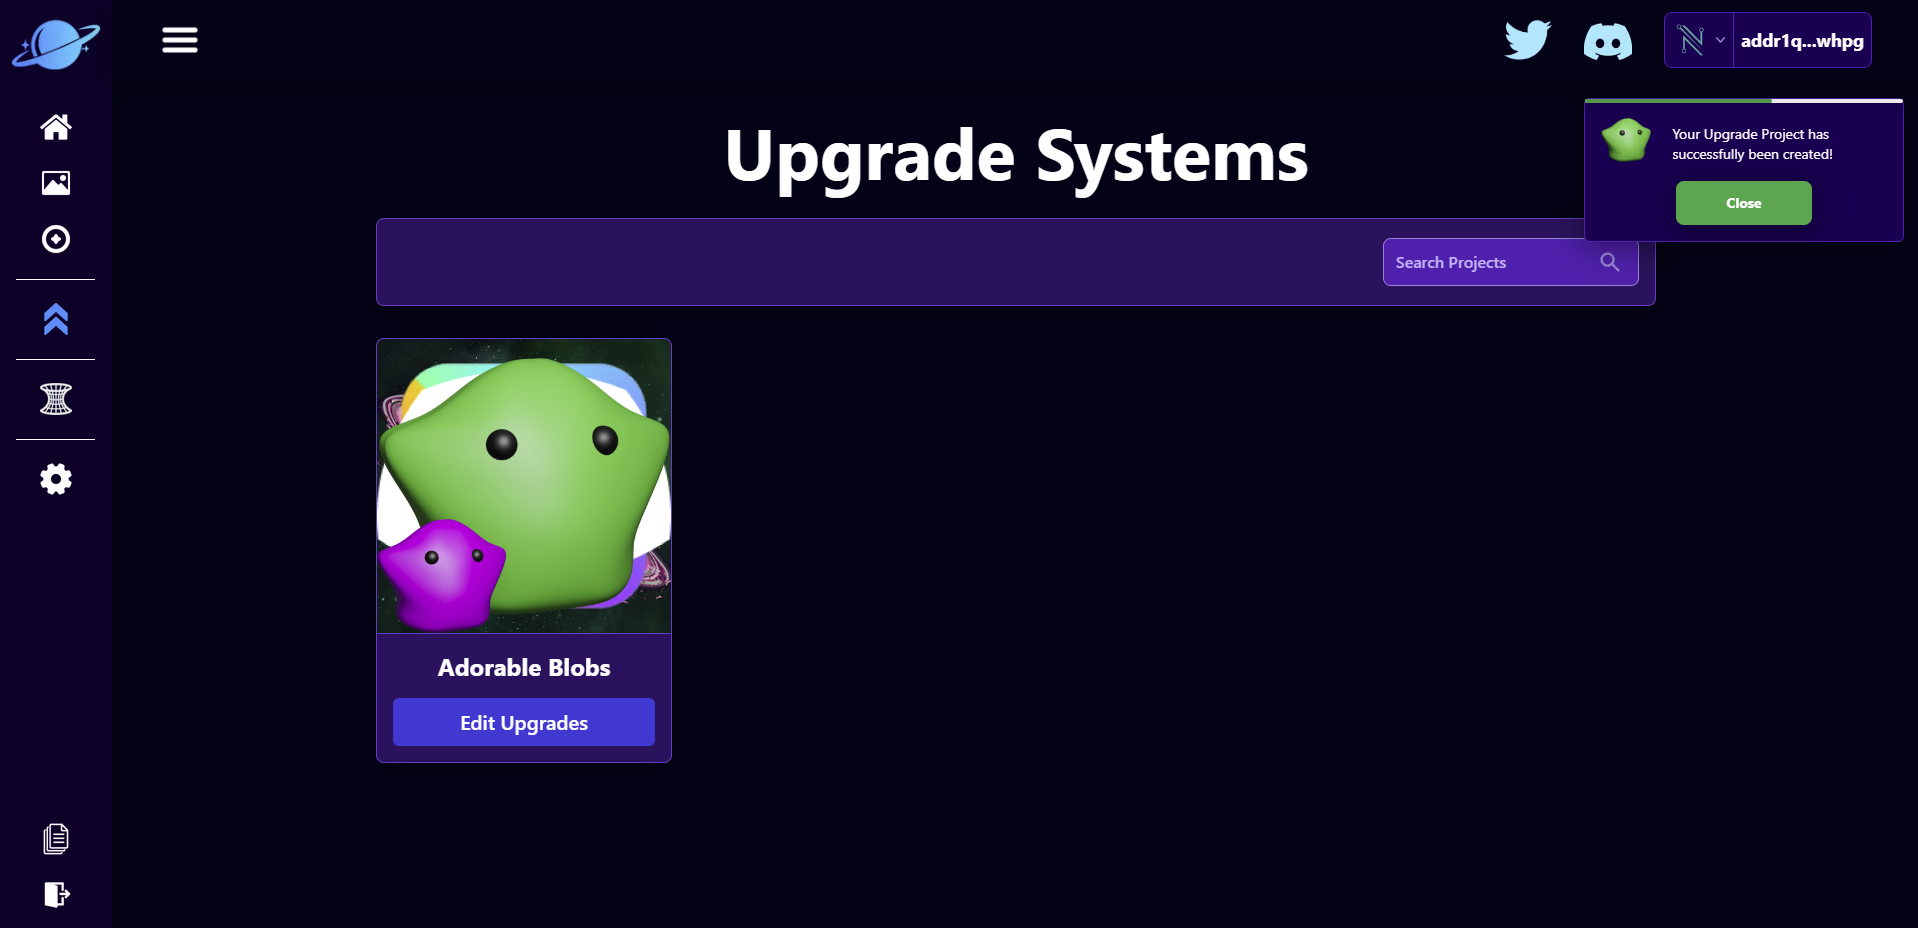 addr1q...whpg
Your Upgrade Project has
successfully been created!
Close
Upgrade Systems
Search Projects
Adorable Blobs
Edit Upgrades